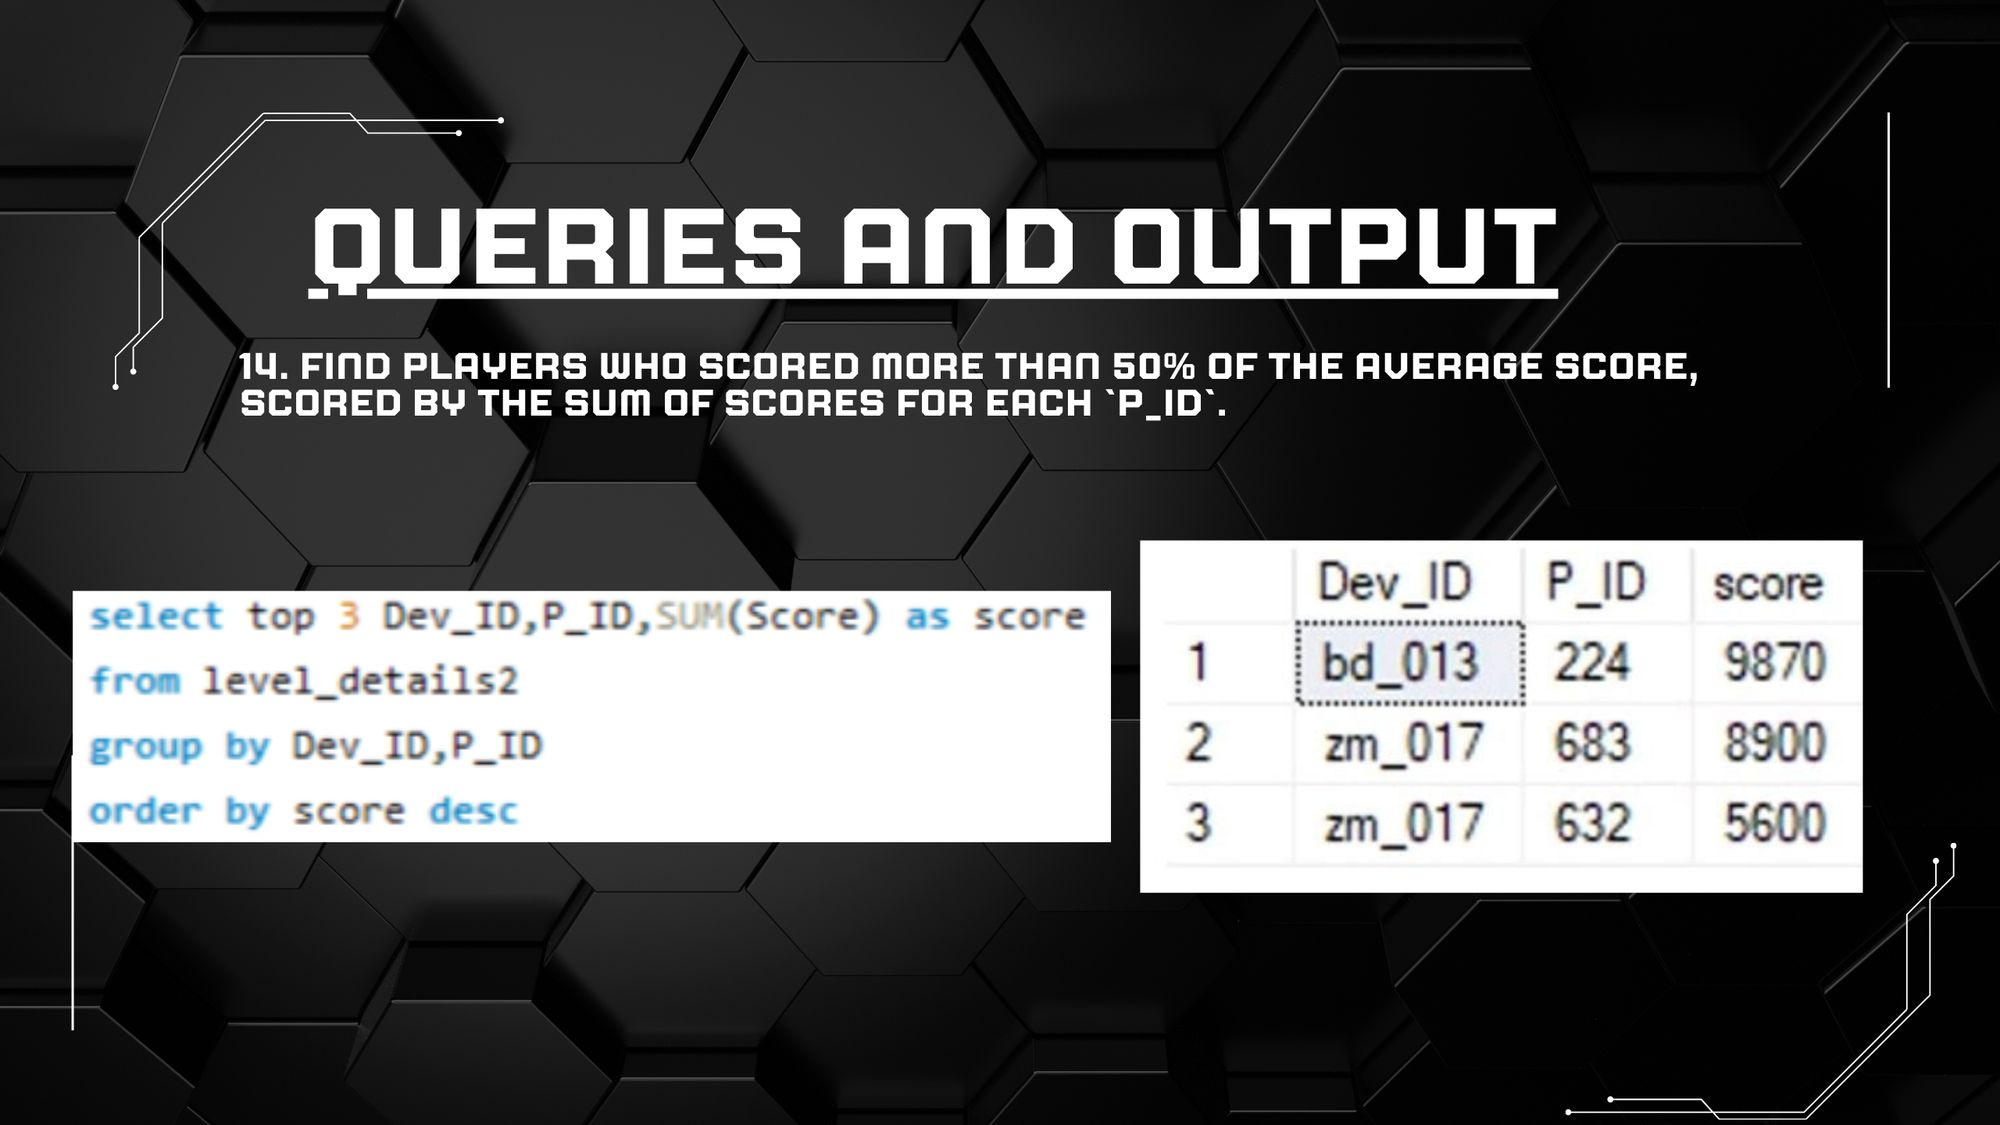 QUERIES AND OUTPUT
14. FIND PLAYERS WHO SCORED MORE THAN 50% OF THE AVERAGE SCORE,
SCORED BY THE SUM OF SCORES FOR EACH `P_ID`.
select top 3 Dev_ID,P_ID,SUM(Score) as score
from level_details2
group by Dev_ID,P_ID
order by score desc
Dev_ID P_ID score
1 bd_013 224 9870
2 zm_017 683 8900
3 zm_017 632 5600